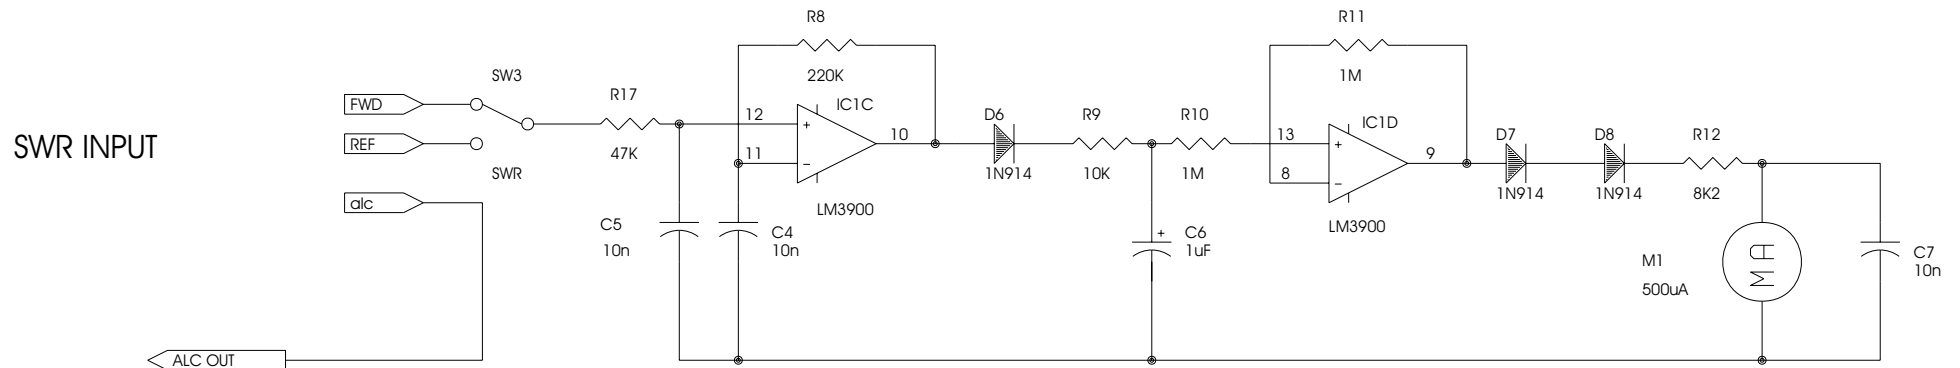 R8
220K
R11
1M
SW3
FWD
REF
SWR
alc
R17
47K
12
+
11
−
IC1C
10
LM3900
D6
1N914
R9
10K
R10
1M
13
+
8
−
IC1D
9
LM3900
D7
1N914
D8
1N914
R12
8K2
SWR INPUT
C5
10n
C4
10n
+
C6
1uF
M1
500uA
MA
C7
10n
ALC OUT